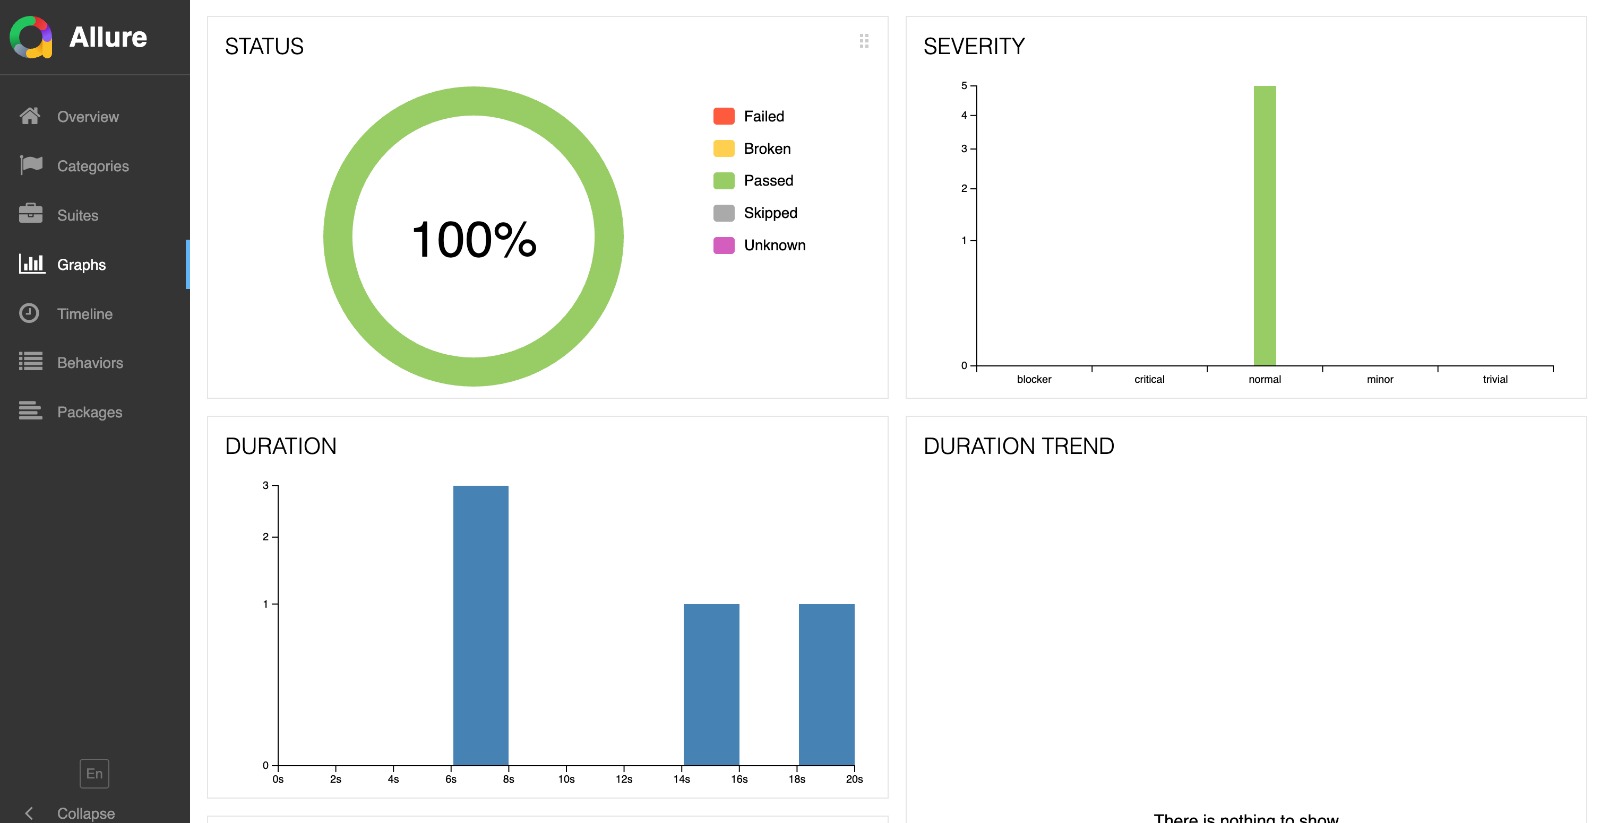 Allure
Overview
Categories
Suites
Graphs
Timeline
Behaviors
Packages
En
Collapse
STATUS
100%
Failed
Broken
Passed
Skipped
Unknown
SEVERITY
5
4
3
2
1
0
blocker critical normal minor trivial
DURATION
3
2
1
0
0s 2s 4s 6s 8s 10s 12s 14s 16s 18s 20s
DURATION TREND
There is nothing to show